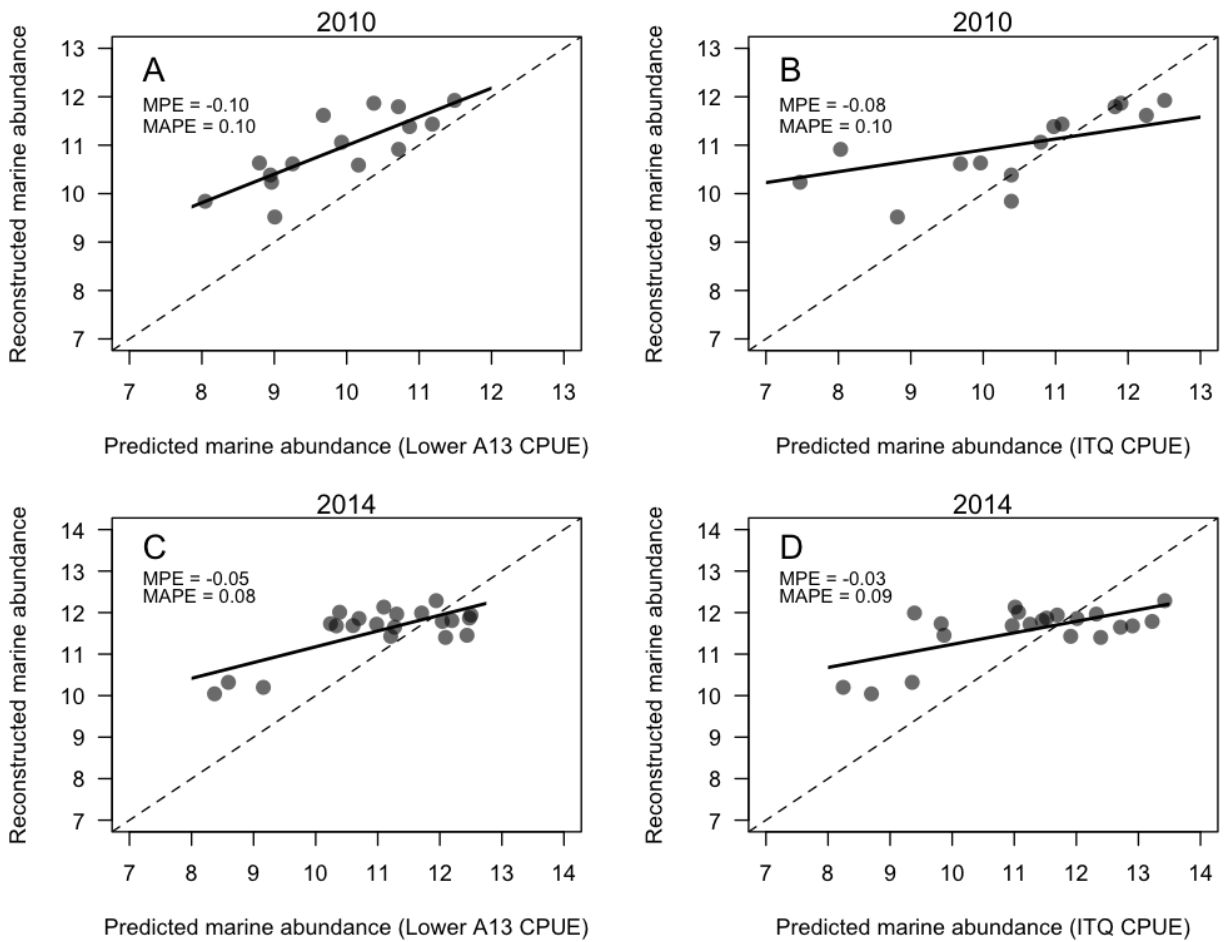 2010
A
MPE = -0.10
MAPE = 0.10
Reconstructed marine abundance
13
12
11
10
9
8
7
7 8 9 10 11 12 13
Predicted marine abundance (Lower A13 CPUE)
2010
B
MPE = -0.08
MAPE = 0.10
Reconstructed marine abundance
13
12
11
10
9
8
7
7 8 9 10 11 12 13
Predicted marine abundance (ITQ CPUE)
2014
C
MPE = -0.05
MAPE = 0.08
Reconstructed marine abundance
14
13
12
11
10
9
8
7
7 8 9 10 11 12 13 14
Predicted marine abundance (Lower A13 CPUE)
2014
D
MPE = -0.03
MAPE = 0.09
Reconstructed marine abundance
14
13
12
11
10
9
8
7
7 8 9 10 11 12 13 14
Predicted marine abundance (ITQ CPUE)